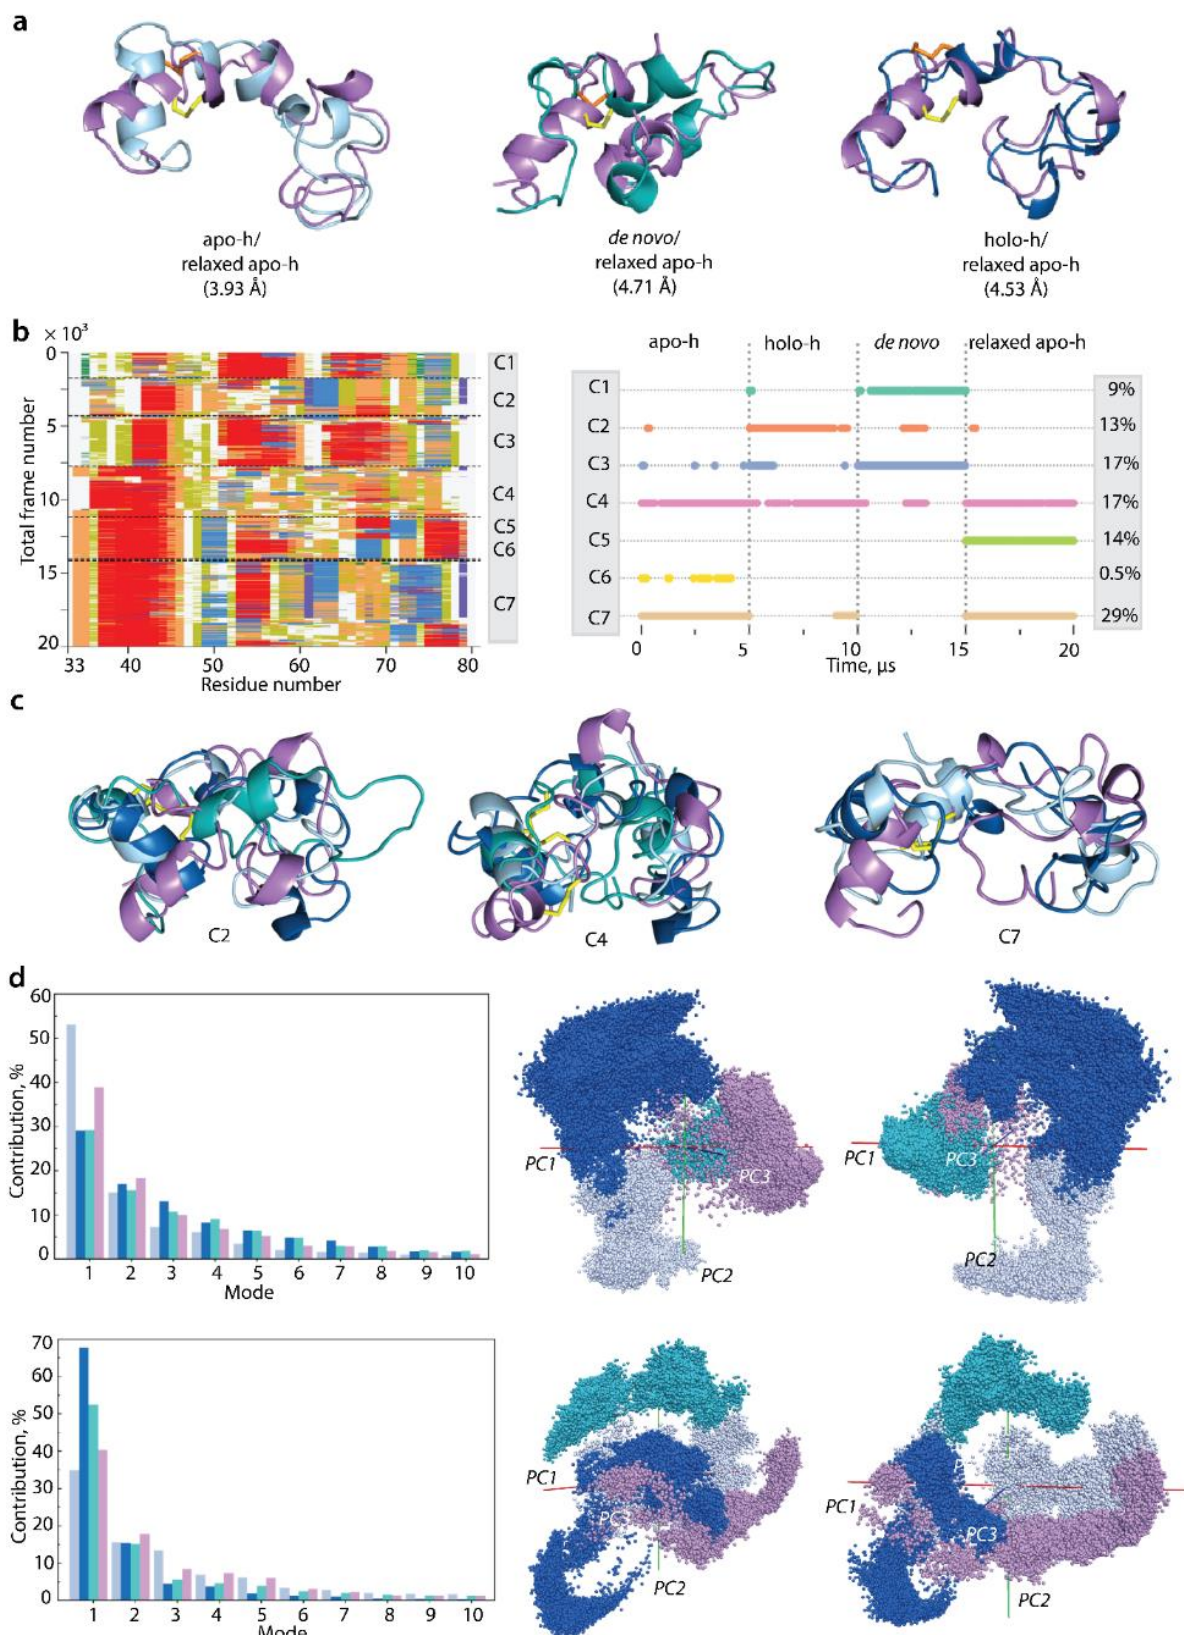 a
apo-h/
relaxed apo-h
(3.93 Å)
de novo/
relaxed apo-h
(4.71 Å)
holo-h/
relaxed apo-h
(4.53 Å)
b
× 10³
0
5
10
15
20
Total frame number
33 40 50 60 70 80
Residue number
C1
C2
C3
C4
C5
C6
C7
apo-h holo-h de novo relaxed apo-h
C1 9%
C2 13%
C3 17%
C4 17%
C5 14%
C6 0.5%
C7 29%
0 5 10 15 20
Time, µs
c
C2
C4
C7
d
60
50
40
30
20
10
0
Contribution, %
1 2 3 4 5 6 7 8 9 10
Mode
PC1
PC3
PC2
PC1
PC3
PC2
70
60
50
40
30
20
10
0
Contribution, %
1 2 3 4 5 6 7 8 9 10
Mode
PC1
PC2
PC1
PC3
PC2